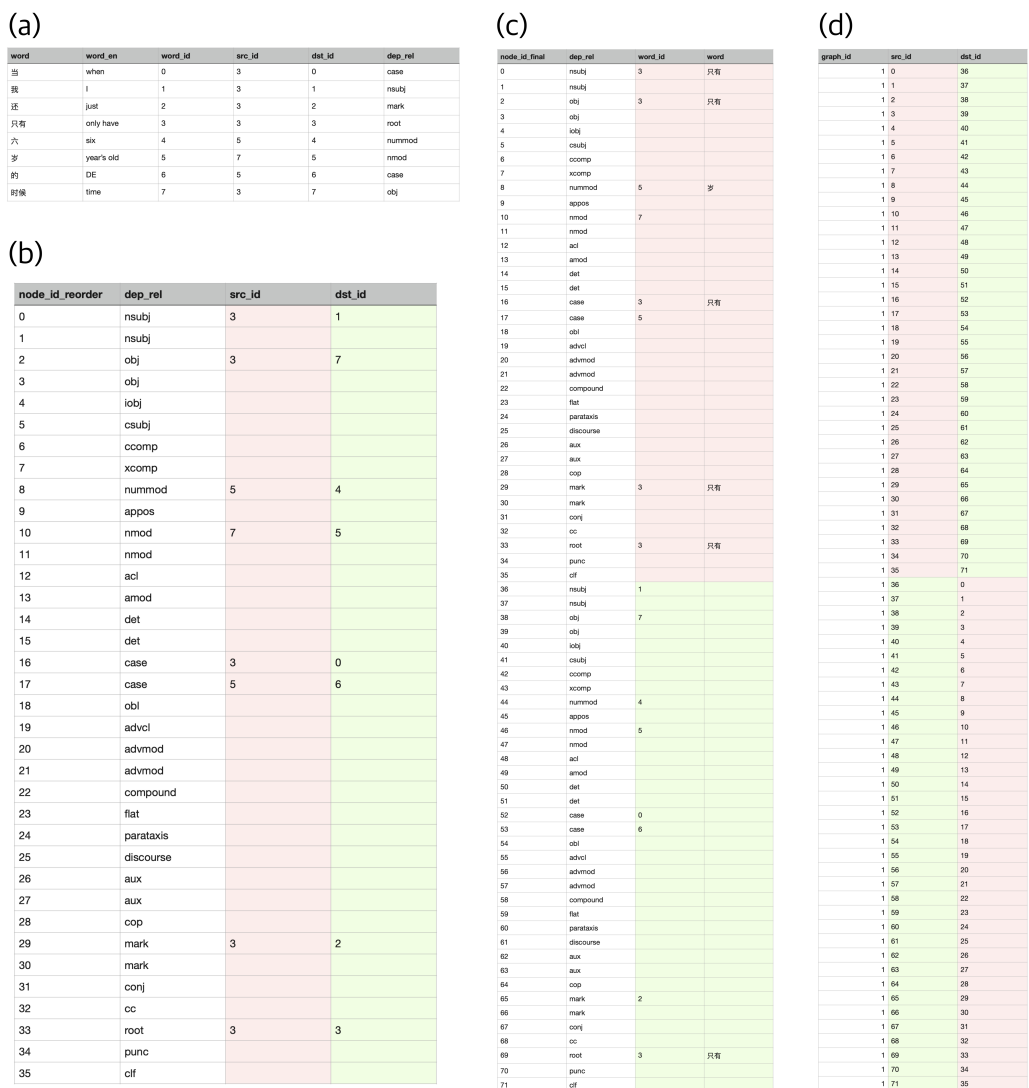 (a)
word word_en word_id src_id dst_id dep_rel
当 when 0 3 0 case
我 I 1 3 1 nsubj
还 just 2 3 2 mark
只有 only have 3 3 3 root
六 six 4 5 4 nummod
岁 year's old 5 7 5 nmod
的 DE 6 5 6 case
时候 time 7 3 7 obj
(b)
node_id_reorder dep_rel src_id dst_id
0 nsubj 3 1
1 nsubj
2 obj 3 7
3 obj
4 iobj
5 csubj
6 ccomp
7 xcomp
8 nummod 5 4
9 appos
10 nmod 7 5
11 nmod
12 acl
13 amod
14 det
15 det
16 case 3 0
17 case 5 6
18 obl
19 advcl
20 advmod
21 advmod
22 compound
23 flat
24 parataxis
25 discourse
26 aux
27 aux
28 cop
29 mark 3 2
30 mark
31 conj
32 cc
33 root 3 3
34 punc
35 clf
(c)
node_id_final dep_rel word_id word
0 nsubj 3 只有
1 nsubj
2 obj 3 只有
3 obj
4 iobj
5 csubj
6 ccomp
7 xcomp
8 nummod 5 岁
9 appos
10 nmod 7
11 nmod
12 acl
13 amod
14 det
15 det
16 case 3 只有
17 case 5
18 obl
19 advcl
20 advmod
21 advmod
22 compound
23 flat
24 parataxis
25 discourse
26 aux
27 aux
28 cop
29 mark 3 只有
30 mark
31 conj
32 cc
33 root 3 只有
34 punc
35 clf
36 nsubj 1
37 nsubj
38 obj 7
39 obj
40 iobj
41 csubj
42 ccomp
43 xcomp
44 nummod 4
45 appos
46 nmod 5
47 nmod
48 acl
49 amod
50 det
51 det
52 case 0
53 case 6
54 obl
55 advcl
56 advmod
57 advmod
58 compound
59 flat
60 parataxis
61 discourse
62 aux
63 aux
64 cop
65 mark 2
66 mark
67 conj
68 cc
69 root 3 只有
70 punc
71 clf
(d)
graph_id src_id dst_id
1 0 36
1 1 37
1 2 38
1 3 39
1 4 40
1 5 41
1 6 42
1 7 43
1 8 44
1 9 45
1 10 46
1 11 47
1 12 48
1 13 49
1 14 50
1 15 51
1 16 52
1 17 53
1 18 54
1 19 55
1 20 56
1 21 57
1 22 58
1 23 59
1 24 60
1 25 61
1 26 62
1 27 63
1 28 64
1 29 65
1 30 66
1 31 67
1 32 68
1 33 69
1 34 70
1 35 71
1 36 0
1 37 1
1 38 2
1 39 3
1 40 4
1 41 5
1 42 6
1 43 7
1 44 8
1 45 9
1 46 10
1 47 11
1 48 12
1 49 13
1 50 14
1 51 15
1 52 16
1 53 17
1 54 18
1 55 19
1 56 20
1 57 21
1 58 22
1 59 23
1 60 24
1 61 25
1 62 26
1 63 27
1 64 28
1 65 29
1 66 30
1 67 31
1 68 32
1 69 33
1 70 34
1 71 35